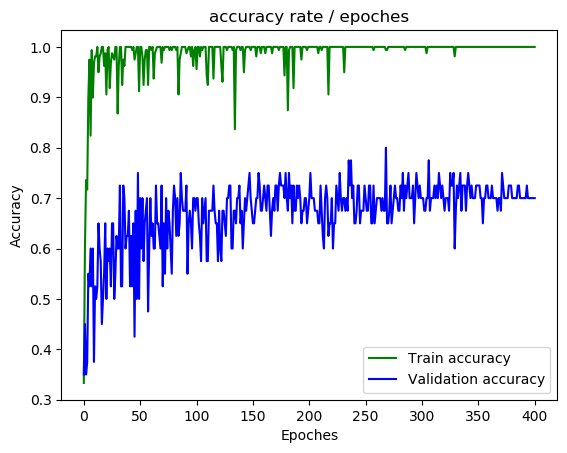 accuracy rate / epoches
Accuracy
1.0
0.9
0.8
0.7
0.6
0.5
0.4
0.3
0 50 100 150 200 250 300 350 400
Epoches
Train accuracy
Validation accuracy